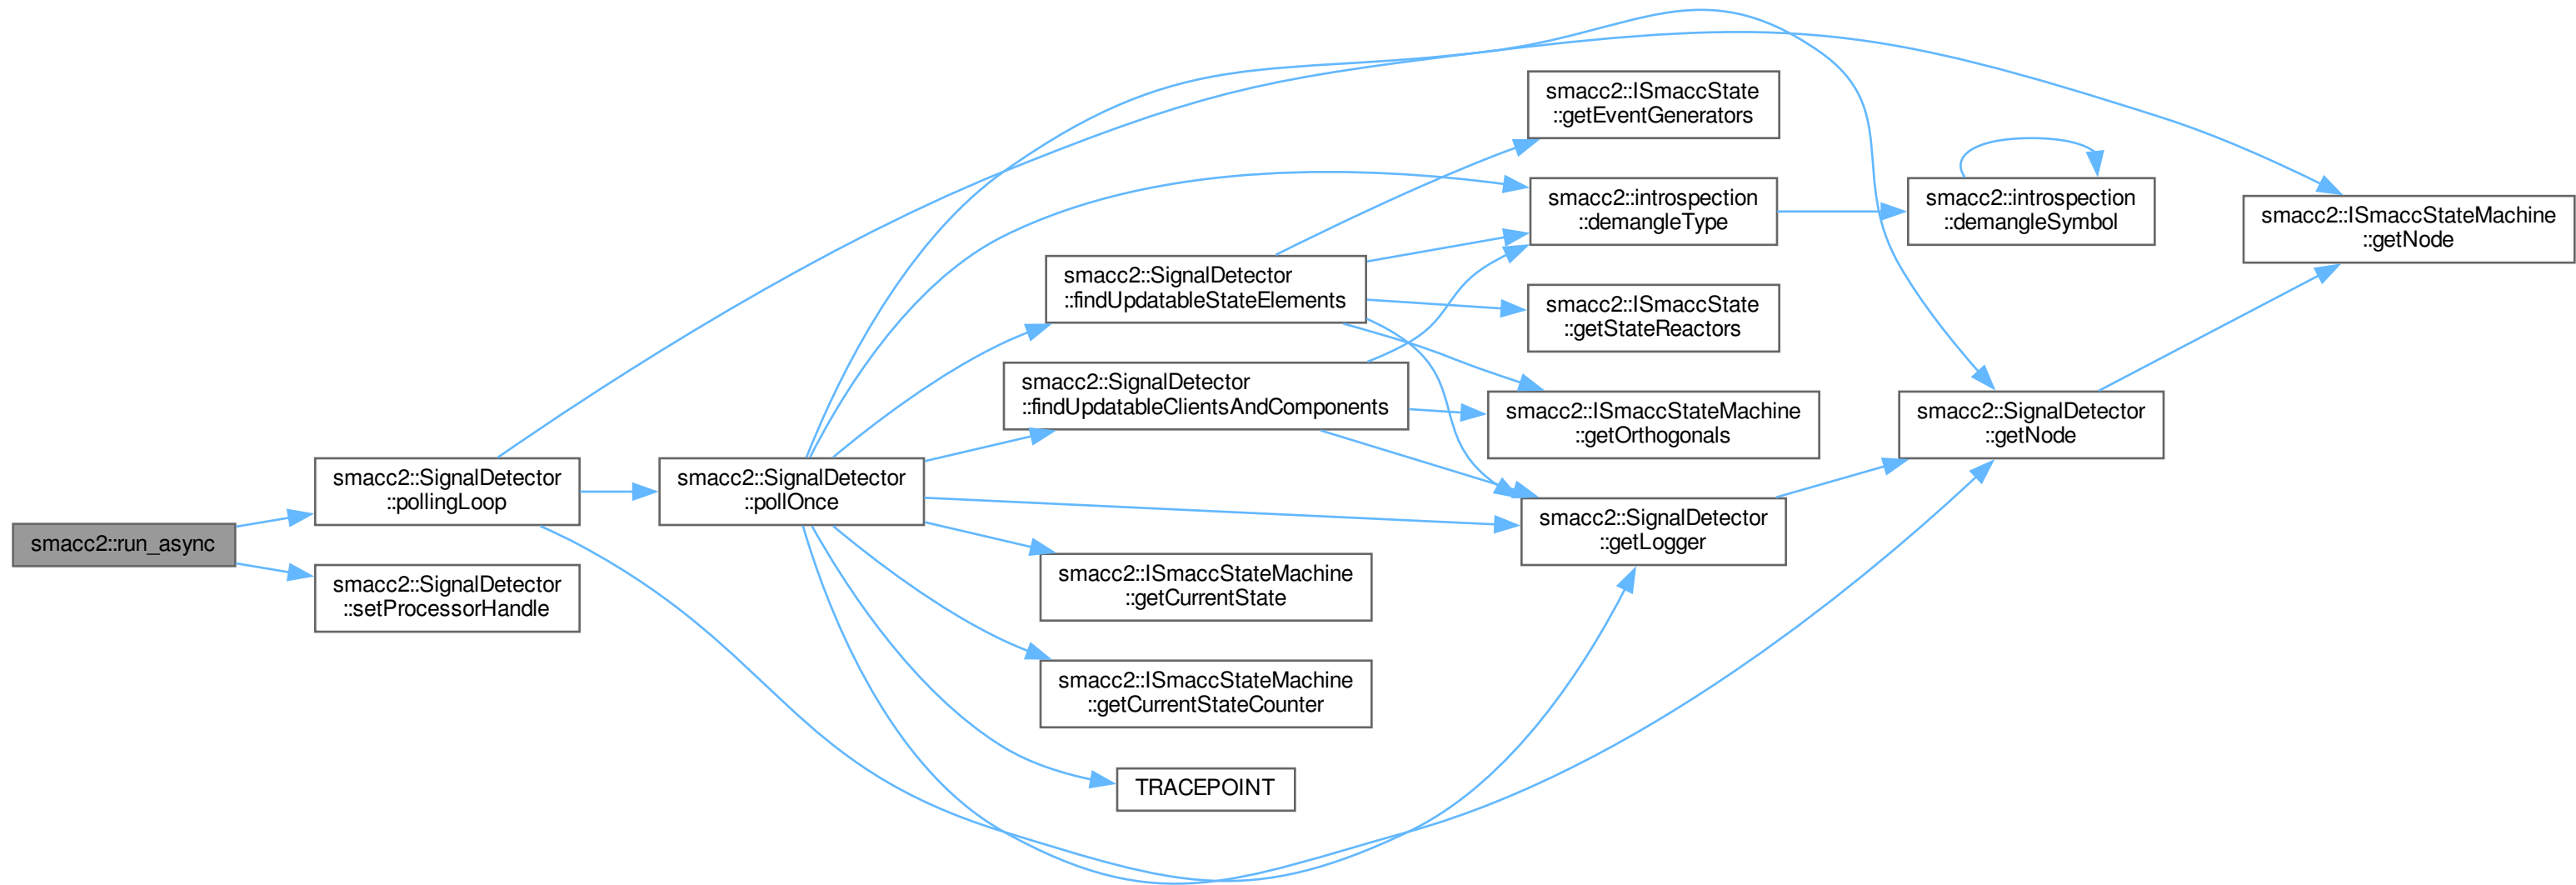 smacc2::run_async
smacc2::SignalDetector
::pollingLoop
smacc2::SignalDetector
::setProcessorHandle
smacc2::SignalDetector
::pollOnce
smacc2::SignalDetector
::findUpdatableStateElements
smacc2::SignalDetector
::findUpdatableClientsAndComponents
smacc2::ISmaccStateMachine
::getCurrentState
smacc2::ISmaccStateMachine
::getCurrentStateCounter
TRACEPOINT
smacc2::ISmaccState
::getEventGenerators
smacc2::introspection
::demangleType
smacc2::ISmaccState
::getStateReactors
smacc2::ISmaccStateMachine
::getOrthogonals
smacc2::SignalDetector
::getLogger
smacc2::introspection
::demangleSymbol
smacc2::SignalDetector
::getNode
smacc2::ISmaccStateMachine
::getNode